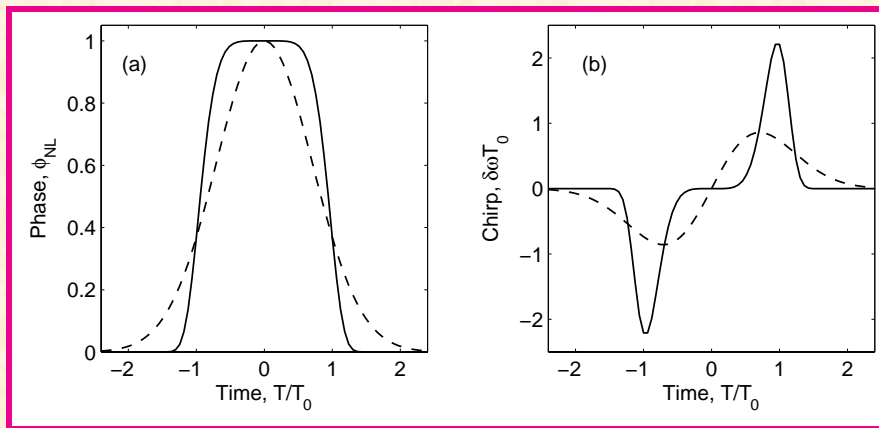 (a)
Phase, ϕNL
1
0.8
0.6
0.4
0.2
0
−2 −1 0 1 2
Time, T/T0
(b)
Chirp, δωT0
2
1
0
−1
−2
−2 −1 0 1 2
Time, T/T0